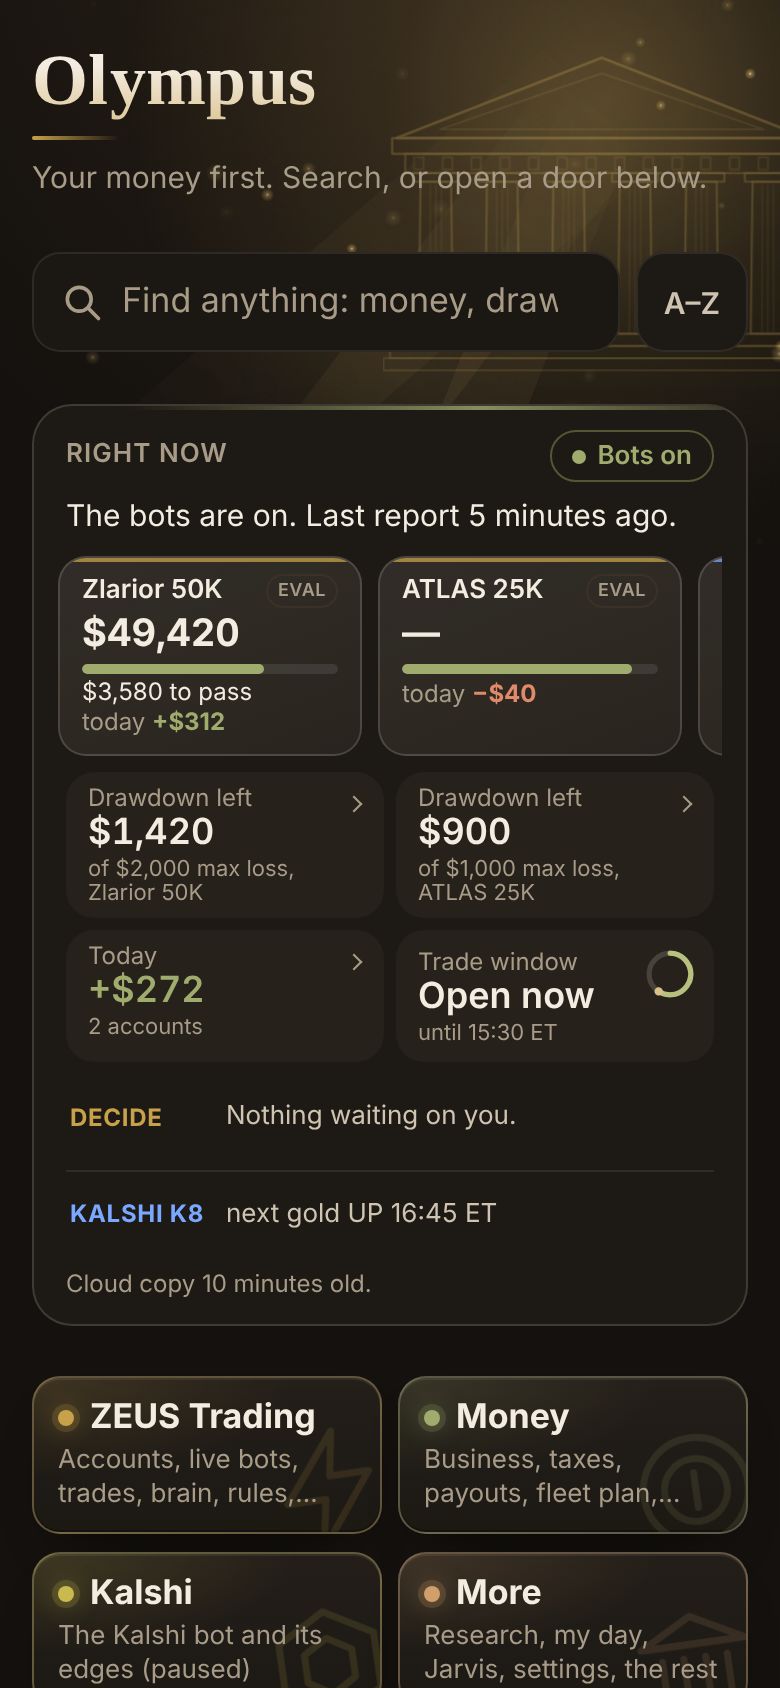 Olympus
Your money first. Search, or open a door below.
Find anything: money, draw
A–Z
RIGHT NOW
Bots on
The bots are on. Last report 5 minutes ago.
Zlarior 50K
EVAL
$49,420
$3,580 to pass
today +$312
ATLAS 25K
EVAL
—
today −$40
Drawdown left
$1,420
of $2,000 max loss,
Zlarior 50K
Drawdown left
$900
of $1,000 max loss,
ATLAS 25K
Today
+$272
2 accounts
Trade window
Open now
until 15:30 ET
DECIDE
Nothing waiting on you.
KALSHI K8
next gold UP 16:45 ET
Cloud copy 10 minutes old.
ZEUS Trading
Accounts, live bots,
trades, brain, rules,...
Money
Business, taxes,
payouts, fleet plan,...
Kalshi
The Kalshi bot and its
edges (paused)
More
Research, my day,
Jarvis, settings, the rest